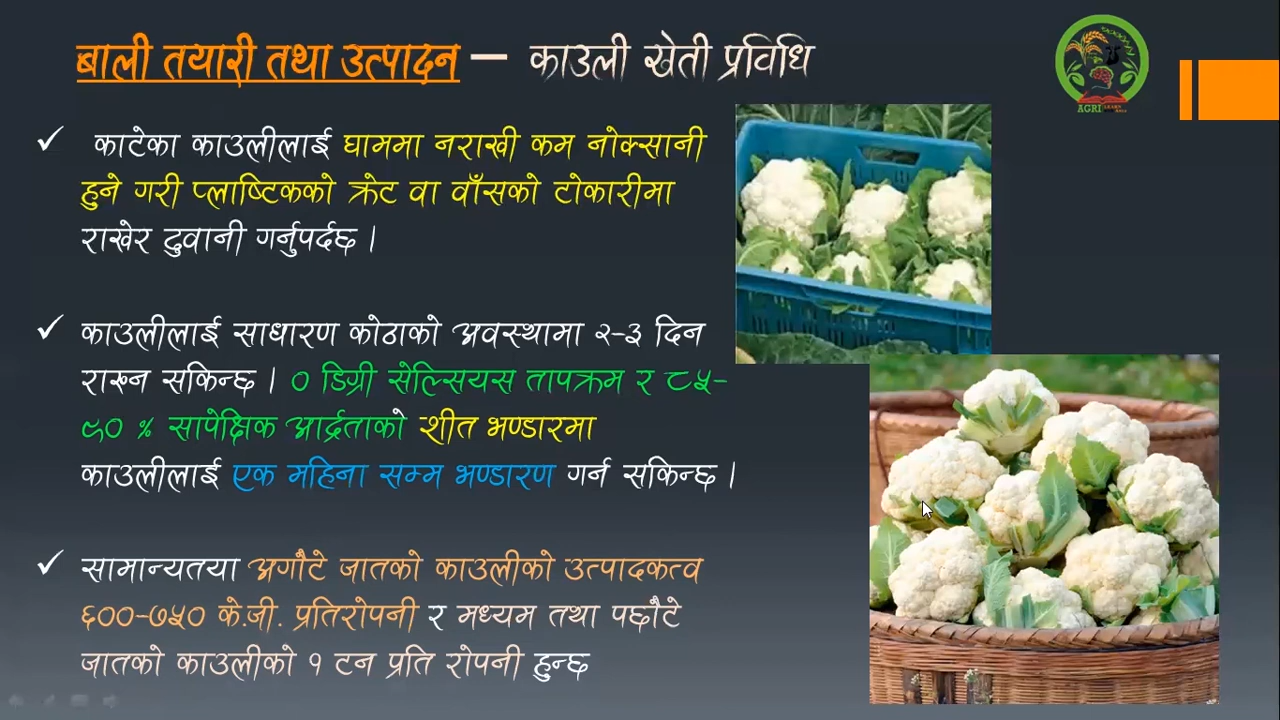 बाली तयारी तथा उत्पादन – काउली खेती प्रविधि
AGRI
✓ काटेका काउलीलाई घाममा नराखी कम नोक्सानी
हुने गरी प्लाष्टिकको क्रेट वा वाँसको टोकारीमा
राखेर ढुवानी गर्नुपर्दछ ।
✓ काउलीलाई साधारण कोठाको अवस्थामा २-३ दिन
राख्न सकिन्छ । ० डिग्री सेल्सियस तापक्रम र ८५-
९० % सापेक्षिक आर्द्रताको शीत भण्डारमा
काउलीलाई एक महिना सम्म भण्डारण गर्न सकिन्छ ।
✓ सामान्यतया अगौटे जातको काउलीको उत्पादकत्व
६००-७५० के.जी. प्रतिरोपनी र मध्यम तथा पछौटे
जातको काउलीको १ टन प्रति रोपनी हुन्छ